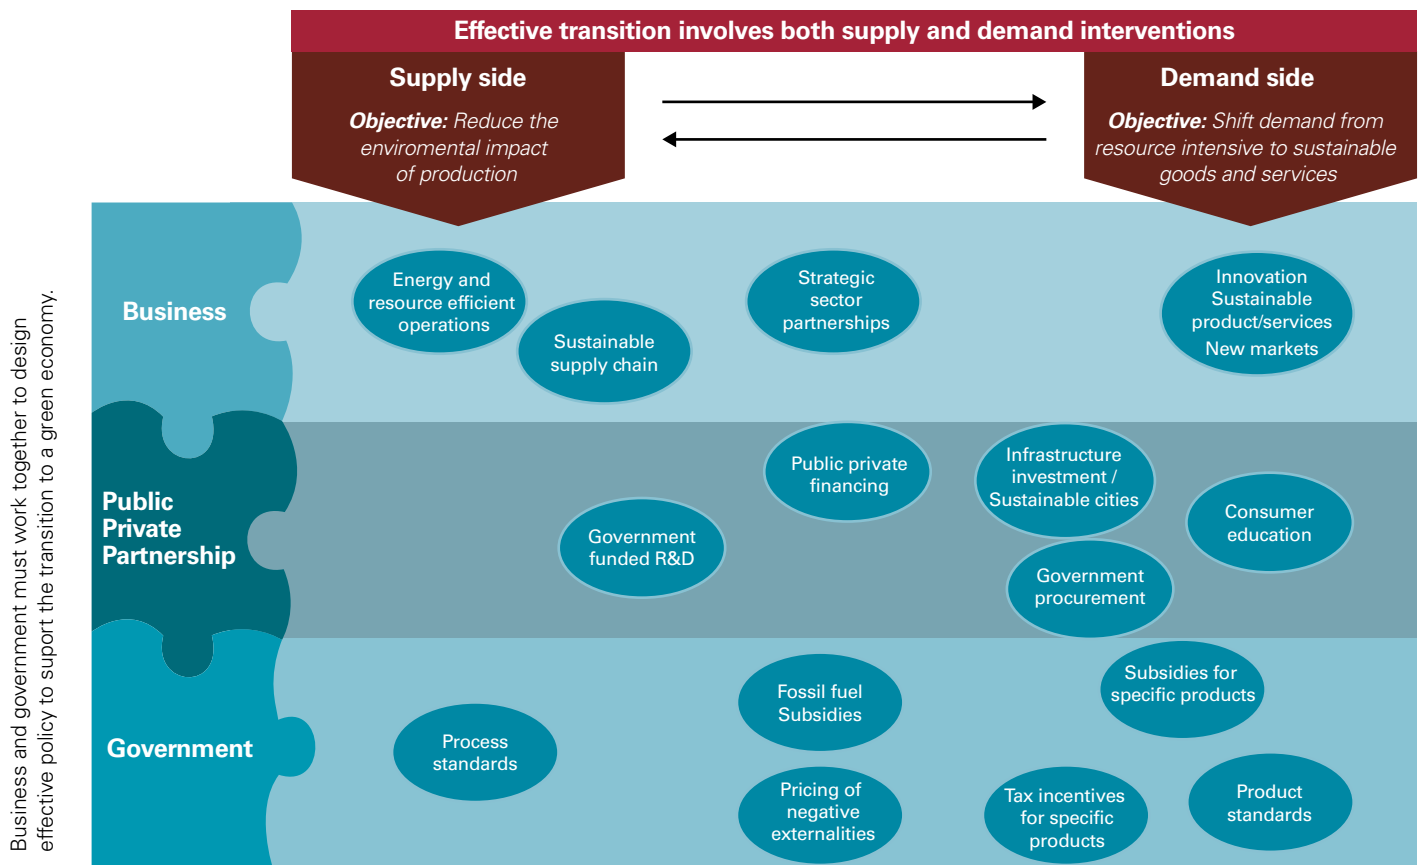 Effective transition involves both supply and demand interventions
Supply side
Objective: Reduce the
enviromental impact
of production
Demand side
Objective: Shift demand from
resource intensive to sustainable
goods and services
Business and government must work together to design
effective policy to suport the transition to a green economy.
Business
Energy and
resource efficient
operations
Sustainable
supply chain
Strategic
sector
partnerships
Innovation
Sustainable
product/services
New markets
Public
Private
Partnership
Government
funded R&D
Public private
financing
Infrastructure
investment /
Sustainable cities
Government
procurement
Consumer
education
Government
Process
standards
Fossil fuel
Subsidies
Pricing of
negative
externalities
Subsidies for
specific products
Tax incentives
for specific
products
Product
standards